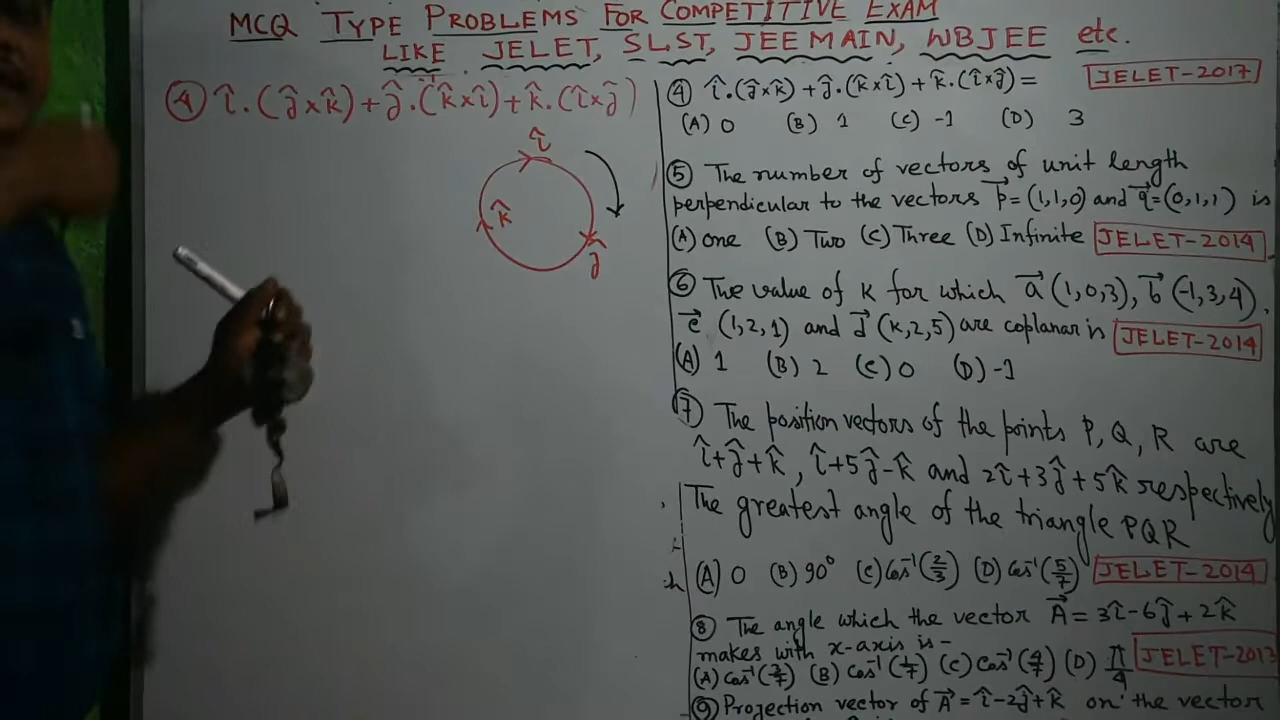 MCQ TYPE PROBLEMS FOR COMPETITIVE EXAM
LIKE JELET, SLST, JEE MAIN, WBJEE etc.
④ î.(ĵ×k̂)+ĵ.(k̂×î)+k̂.(î×ĵ)
î
k̂
ĵ
④ î.(ĵ×k̂)+ĵ.(k̂×î)+k̂.(î×ĵ)= JELET-2017
(A) 0 (B) 1 (C) -1 (D) 3
⑤ The number of vectors of unit length
perpendicular to the vectors p⃗=(1,1,0) and q⃗=(0,1,1) is
(A) one (B) Two (C) Three (D) Infinite JELET-2014
⑥ The value of K for which a⃗(1,0,3), b⃗(-1,3,4),
c⃗ (1,2,1) and d⃗(K,2,5) are coplanar is JELET-2014
(A) 1 (B) 2 (C) 0 (D) -1
⑦ The position vectors of the points P, Q, R are
î+ĵ+k̂, î+5ĵ-k̂ and 2î+3ĵ+5k̂ respectively
The greatest angle of the triangle PQR
(A) 0 (B) 90° (C) Cos⁻¹(2/3) (D) Cos⁻¹(5/7) JELET-2014
⑧ The angle which the vector A⃗=3î-6ĵ+2k̂
makes with x-axis is- JELET-2013
(A) Cos⁻¹(3/7) (B) Cos⁻¹(1/7) (C) Cos⁻¹(4/7) (D) π/4
⑨ Projection vector of A⃗=î-2ĵ+k̂ on the vector